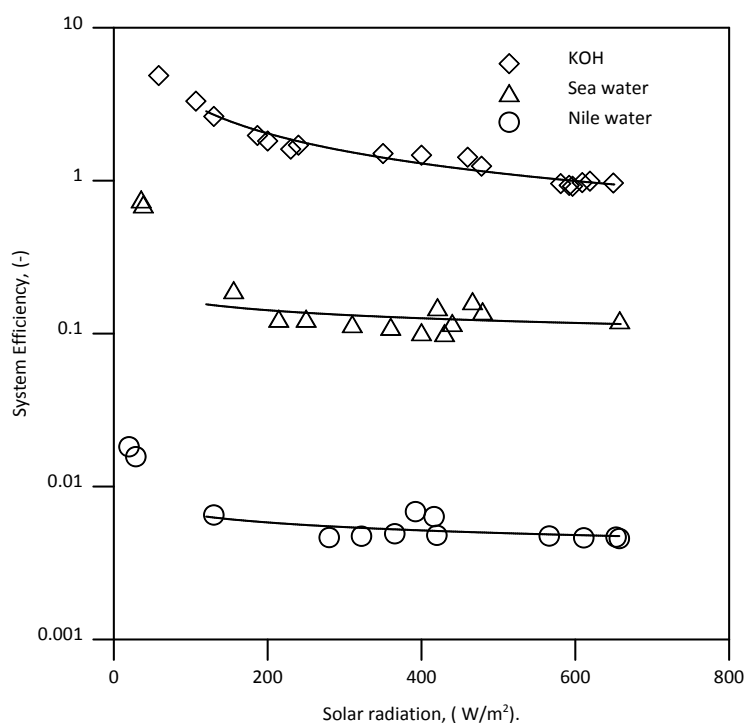 10
KOH
Sea water
Nile water
1
0.1
0.01
0.001
System Efficiency, (-)
0 200 400 600 800
Solar radiation, ( W/m²).